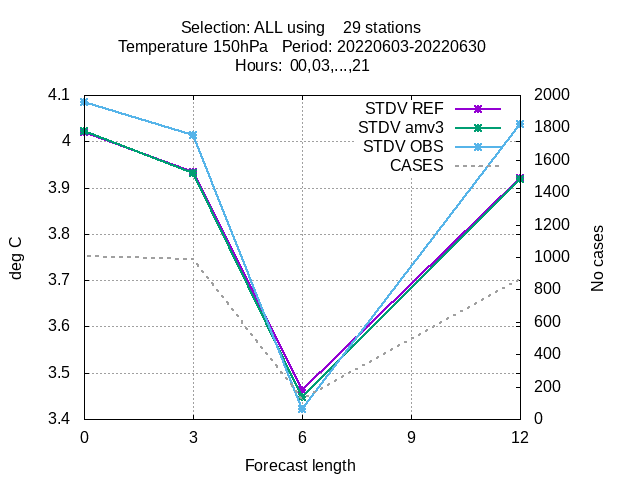 Selection: ALL using    29 stations
Temperature 150hPa   Period: 20220603-20220630
Hours:  00,03,...,21
STDV REF
STDV amv3
STDV OBS
CASES
4.1
4
3.9
3.8
3.7
3.6
3.5
3.4
deg C
2000
1800
1600
1400
1200
1000
800
600
400
200
0
No cases
0 3 6 9 12
Forecast length